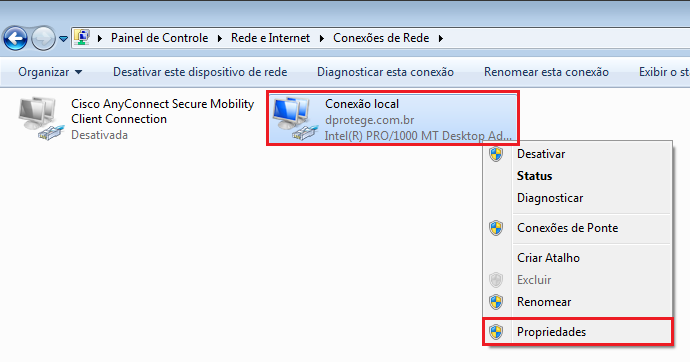 Painel de Controle Rede e Internet Conexões de Rede
Organizar Desativar este dispositivo de rede Diagnosticar esta conexão Renomear esta conexão Exibir o st
Cisco AnyConnect Secure Mobility
Client Connection
Desativada
Conexão local
dprotege.com.br
Intel(R) PRO/1000 MT Desktop Ad...
Desativar
Status
Diagnosticar
Conexões de Ponte
Criar Atalho
Excluir
Renomear
Propriedades